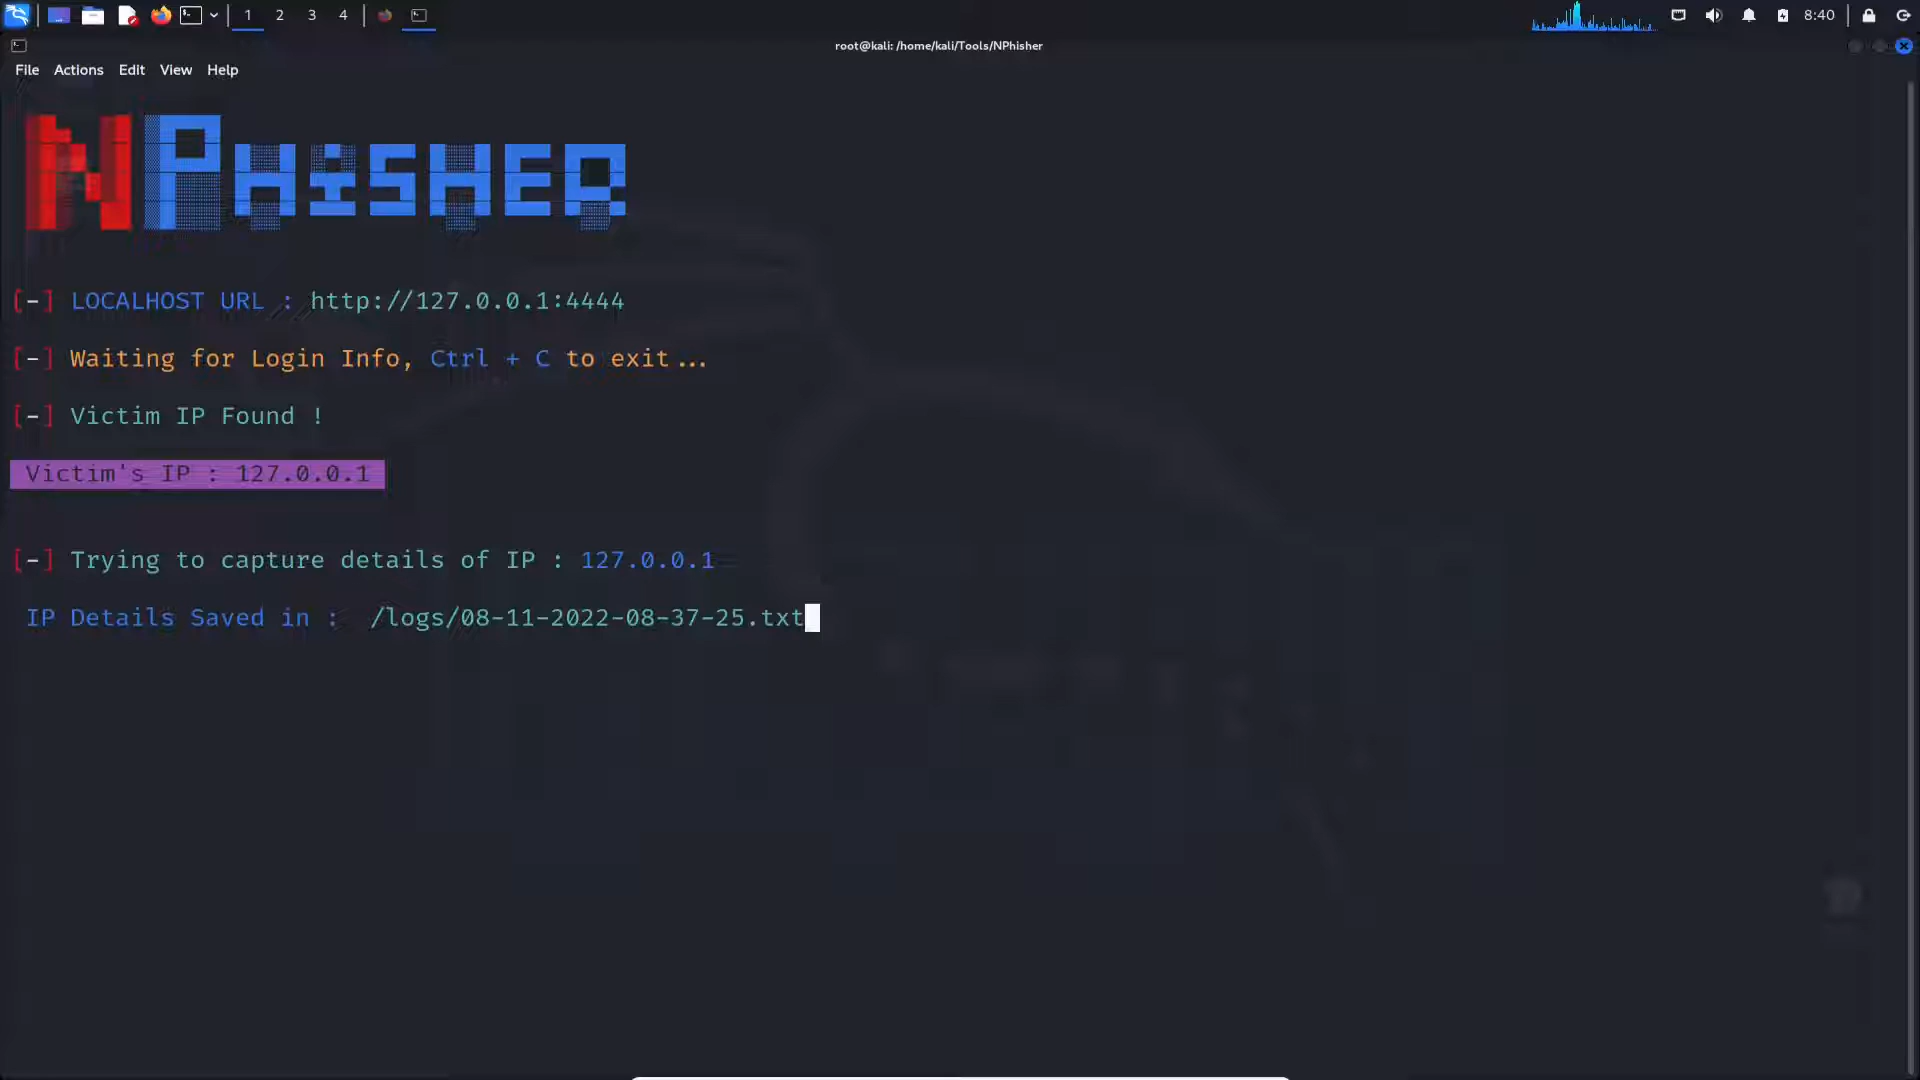 1 2 3 4 8:40
root@kali: /home/kali/Tools/NPhisher
File Actions Edit View Help
NPHiSHER
[-] LOCALHOST URL : http://127.0.0.1:4444
[-] Waiting for Login Info, Ctrl + C to exit...
[-] Victim IP Found !
Victim's IP : 127.0.0.1
[-] Trying to capture details of IP : 127.0.0.1
IP Details Saved in : /logs/08-11-2022-08-37-25.txt